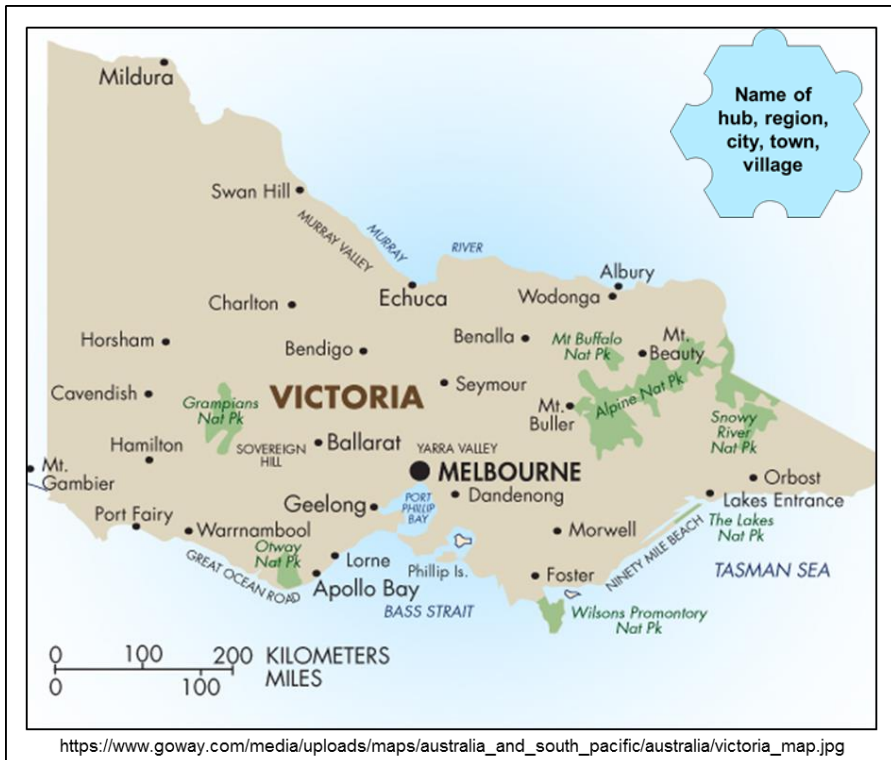 Mildura
Name of
hub, region,
city, town,
village
Swan Hill
MURRAY VALLEY
MURRAY
RIVER
Echuca
Albury
Wodonga
Charlton
Horsham
Bendigo
Benalla
Mt Buffalo
Nat Pk
Mt.
Beauty
Cavendish
Grampians
Nat Pk
VICTORIA
Seymour
Mt.
Buller
Alpine Nat Pk
Snowy
River
Nat Pk
Hamilton
SOVEREIGN
HILL
Ballarat
YARRA VALLEY
MELBOURNE
Mt.
Gambier
Orbost
Lakes Entrance
Geelong
PORT
PHILLIP
BAY
Dandenong
Port Fairy
Warrnambool
Morwell
The Lakes
Nat Pk
NINETY MILE BEACH
Otway
Nat Pk
Lorne
GREAT OCEAN ROAD
Apollo Bay
Phillip Is.
Foster
TASMAN SEA
BASS STRAIT
Wilsons Promontory
Nat Pk
0 100 200 KILOMETERS
0 100 MILES
https://www.goway.com/media/uploads/maps/australia_and_south_pacific/australia/victoria_map.jpg